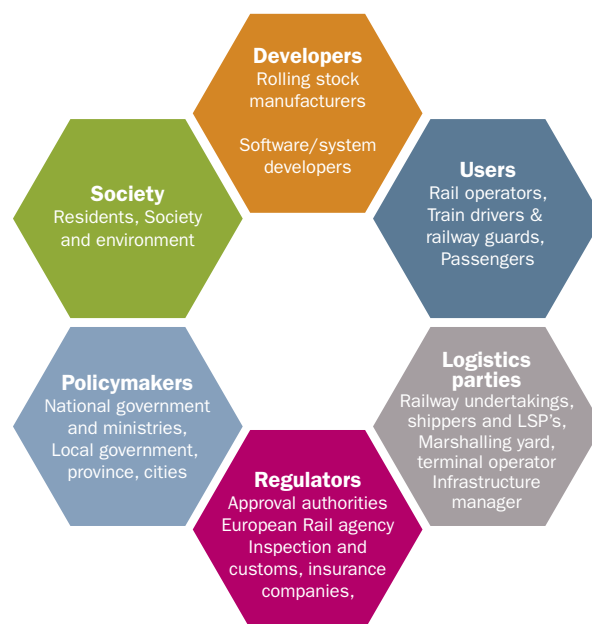 Developers
Rolling stock
manufacturers
Software/system
developers
Users
Rail operators,
Train drivers &
railway guards,
Passengers
Logistics
parties
Railway undertakings,
shippers and LSP's,
Marshalling yard,
terminal operator
Infrastructure
manager
Regulators
Approval authorities
European Rail agency
Inspection and
customs, insurance
companies,
Policymakers
National government
and ministries,
Local government,
province, cities
Society
Residents, Society
and environment